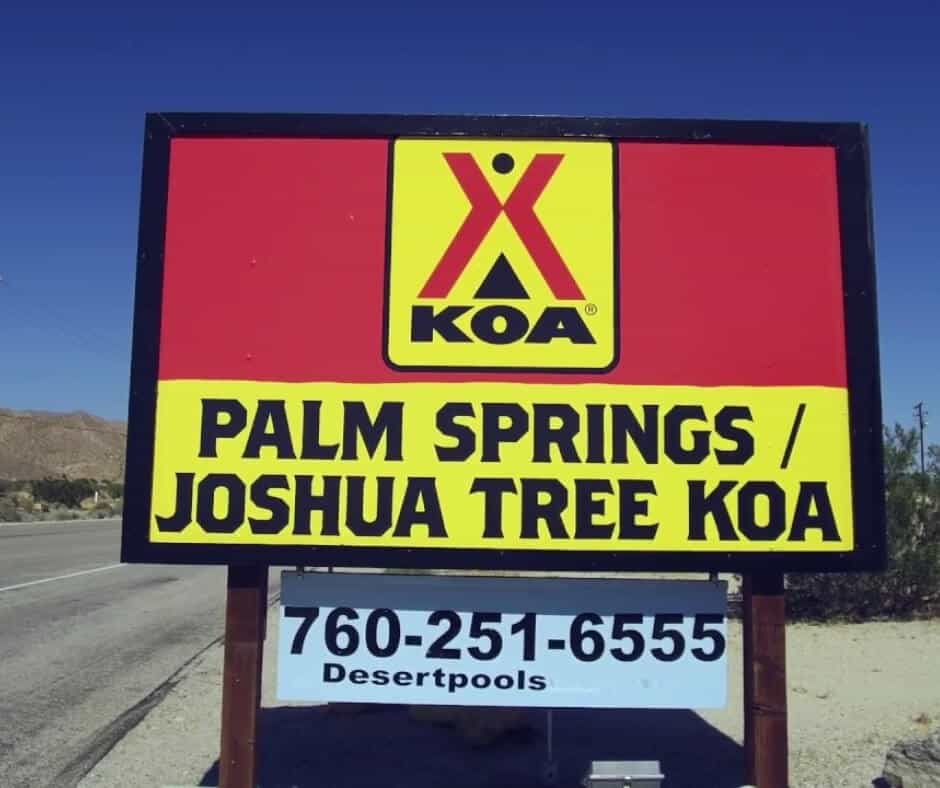 KOA®
PALM SPRINGS /
JOSHUA TREE KOA
760-251-6555
Desertpools